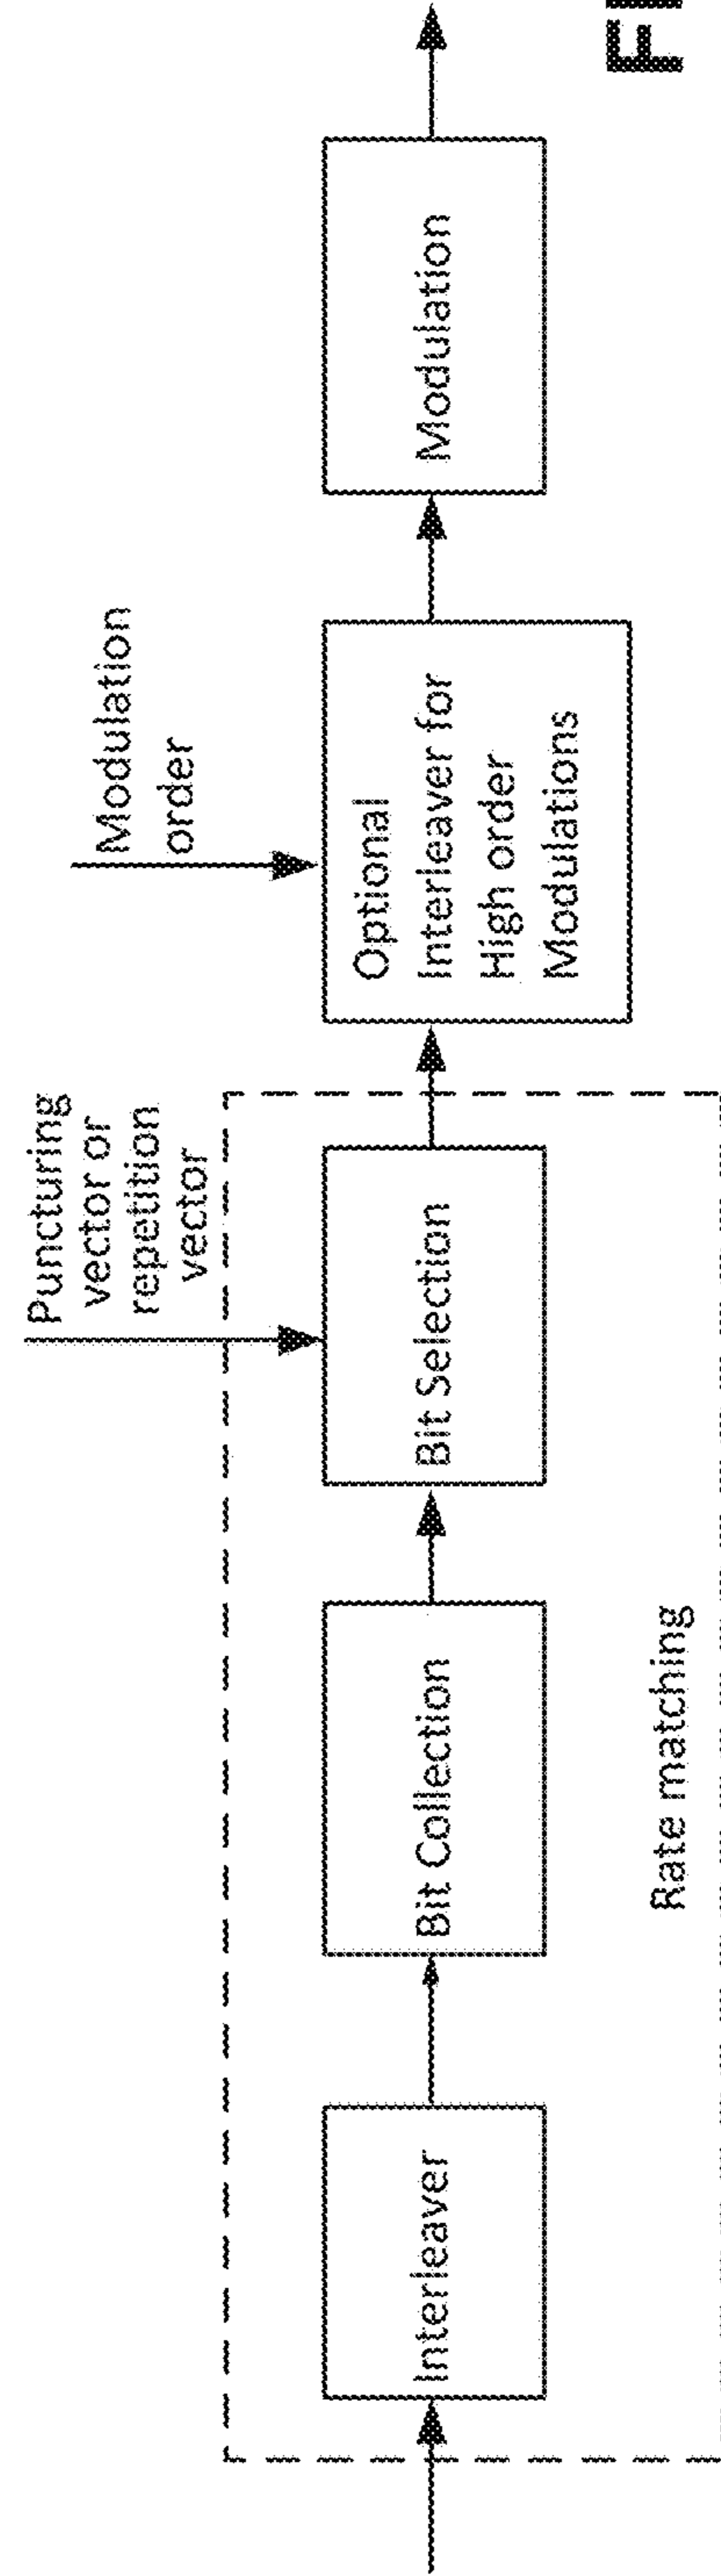 Puncturing
vector or
repetition
vector
Modulation
order
Interleaver
Bit Collection
Bit Selection
Optional
Interleaver for
High order
Modulations
Modulation
Rate matching